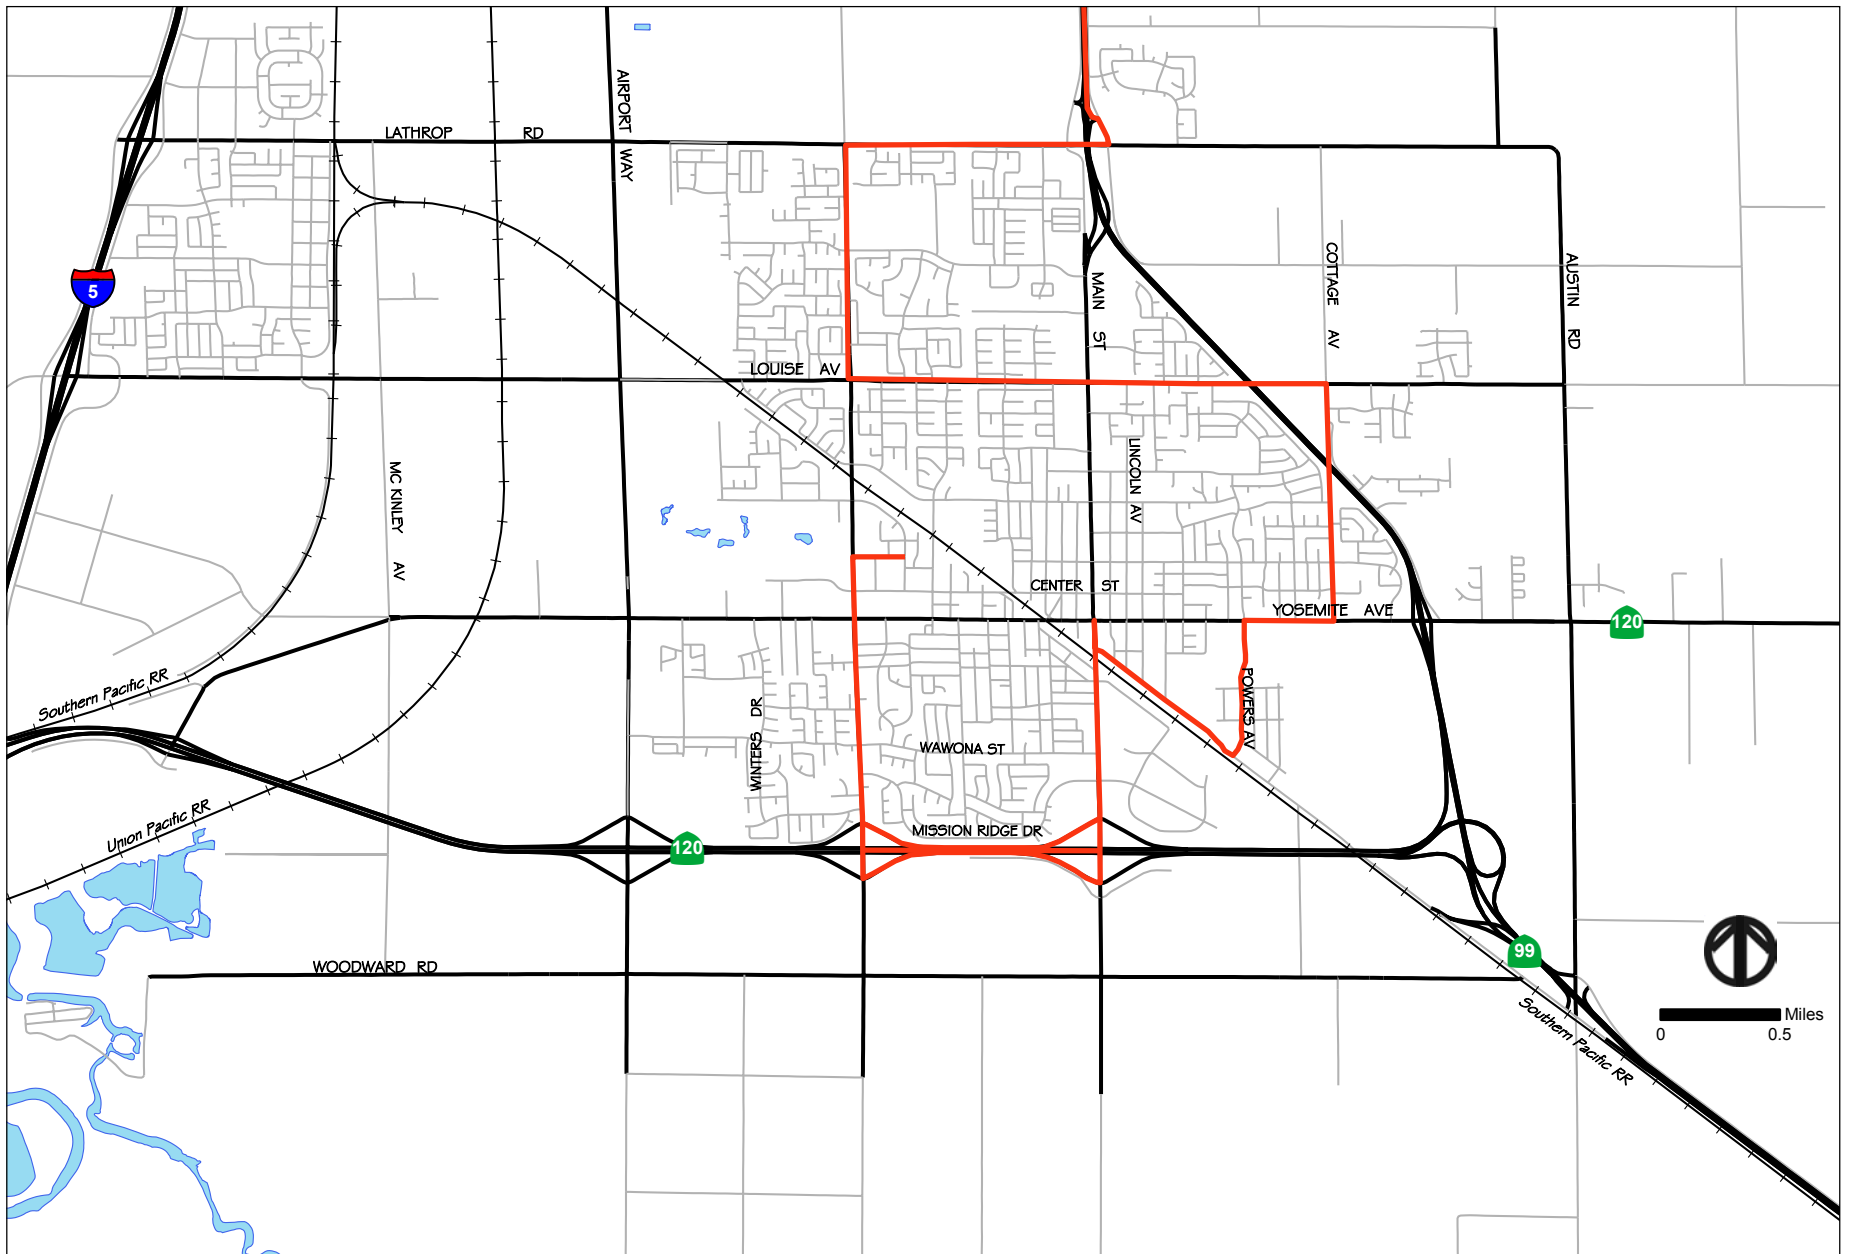 LATHROP RD
AIRPORT WAY
5
MAIN ST
COTTAGE AV
AUSTIN RD
LOUISE AV
MC KINLEY AV
LINCOLN AV
CENTER ST
YOSEMITE AVE
120
Southern Pacific RR
POWERS AV
WINTERS DR
WAWONA ST
Union Pacific RR
MISSION RIDGE DR
120
99
WOODWARD RD
Southern Pacific RR
Miles
0 0.5